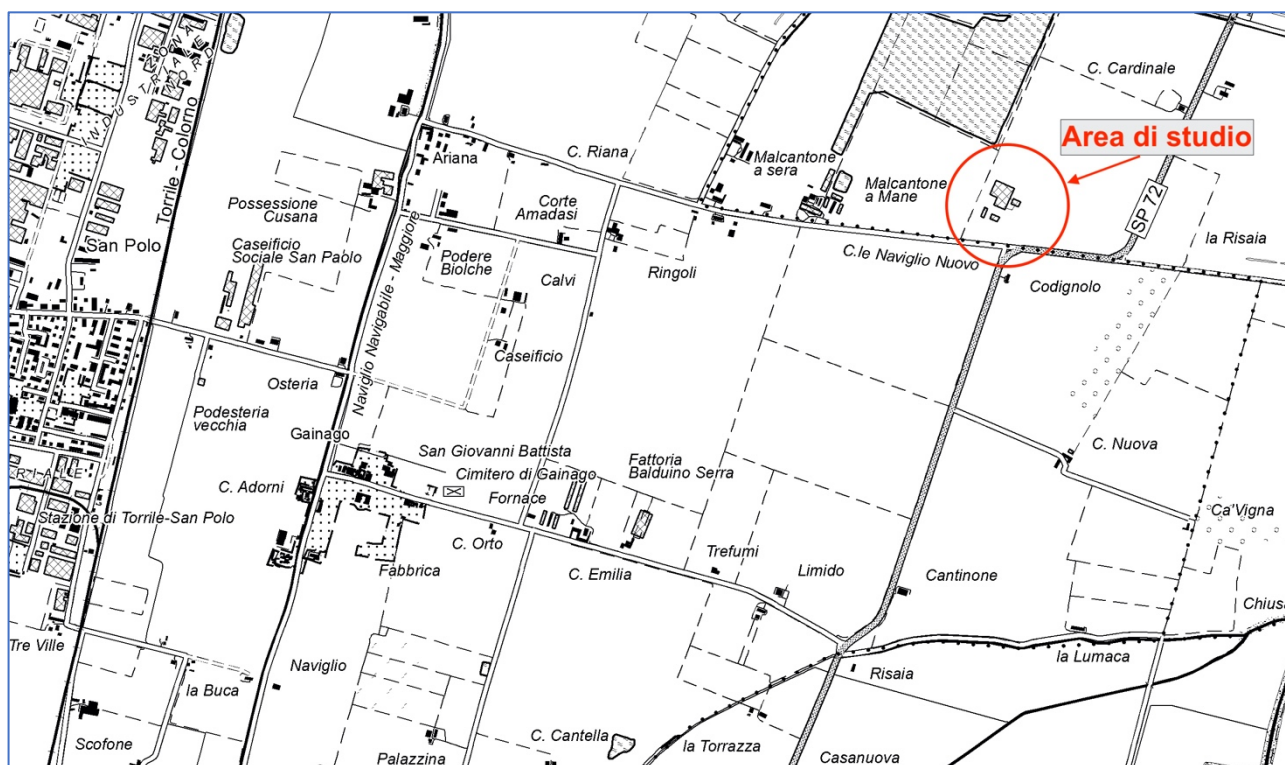 ZONA
INDUSTRIALE
NORD
Torrile - Colorno
C. Cardinale
Area di studio
C. Riana
Ariana
Malcantone
a sera
Malcantone
a Mane
SP 72
Possessione
Cusana
Corte
Amadasi
San Polo
Caseificio
Sociale San Paolo
Naviglio Navigabile - Maggiore
Podere
Biolche
Calvi
Ringoli
C.le Naviglio Nuovo
la Risaia
Codignolo
Caseificio
Osteria
Podesteria
vecchia
Gainago
San Giovanni Battista
Cimitero di Gainago
Fornace
Fattoria
Balduino Serra
C. Nuova
C. Adorni
R I A L E
Stazione di Torrile-San Polo
Ca'Vigna
C. Orto
Trefumi
Fabbrica
C. Emilia
Limido
Cantinone
Chiusa
Tre Ville
Naviglio
la Buca
Risaia
la Lumaca
Scofone
Palazzina
C. Cantella
la Torrazza
Casanuova